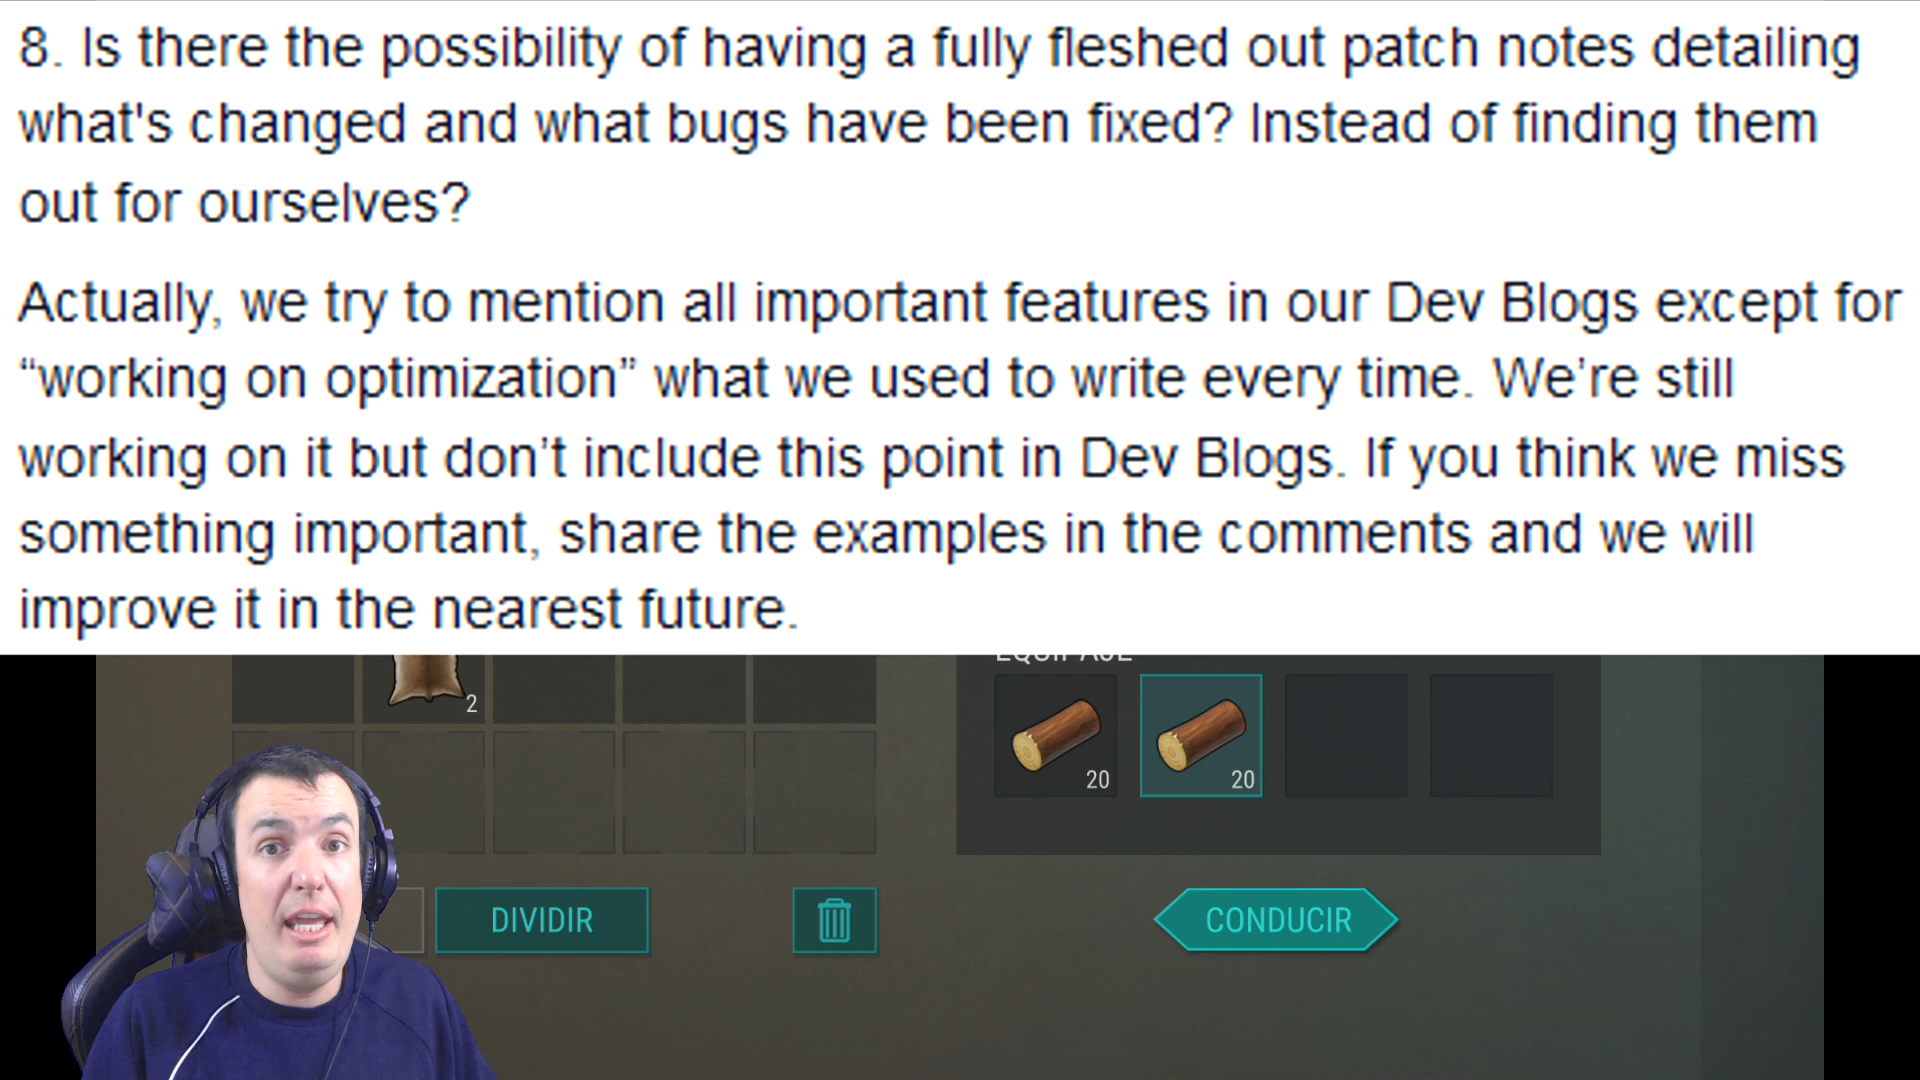 8. Is there the possibility of having a fully fleshed out patch notes detailing
what's changed and what bugs have been fixed? Instead of finding them
out for ourselves?
Actually, we try to mention all important features in our Dev Blogs except for
“working on optimization” what we used to write every time. We’re still
working on it but don’t include this point in Dev Blogs. If you think we miss
something important, share the examples in the comments and we will
improve it in the nearest future.
EQUIPAJE
2
20
20
DIVIDIR
CONDUCIR